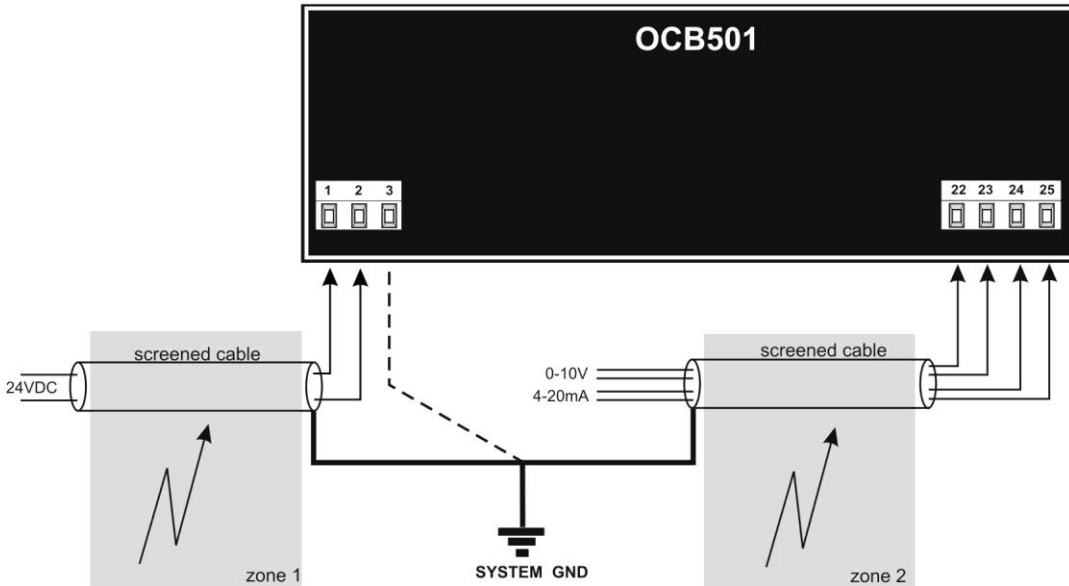 OCB501
1 2 3
22 23 24 25
screened cable
screened cable
24VDC
0-10V
4-20mA
zone 1
SYSTEM GND
zone 2